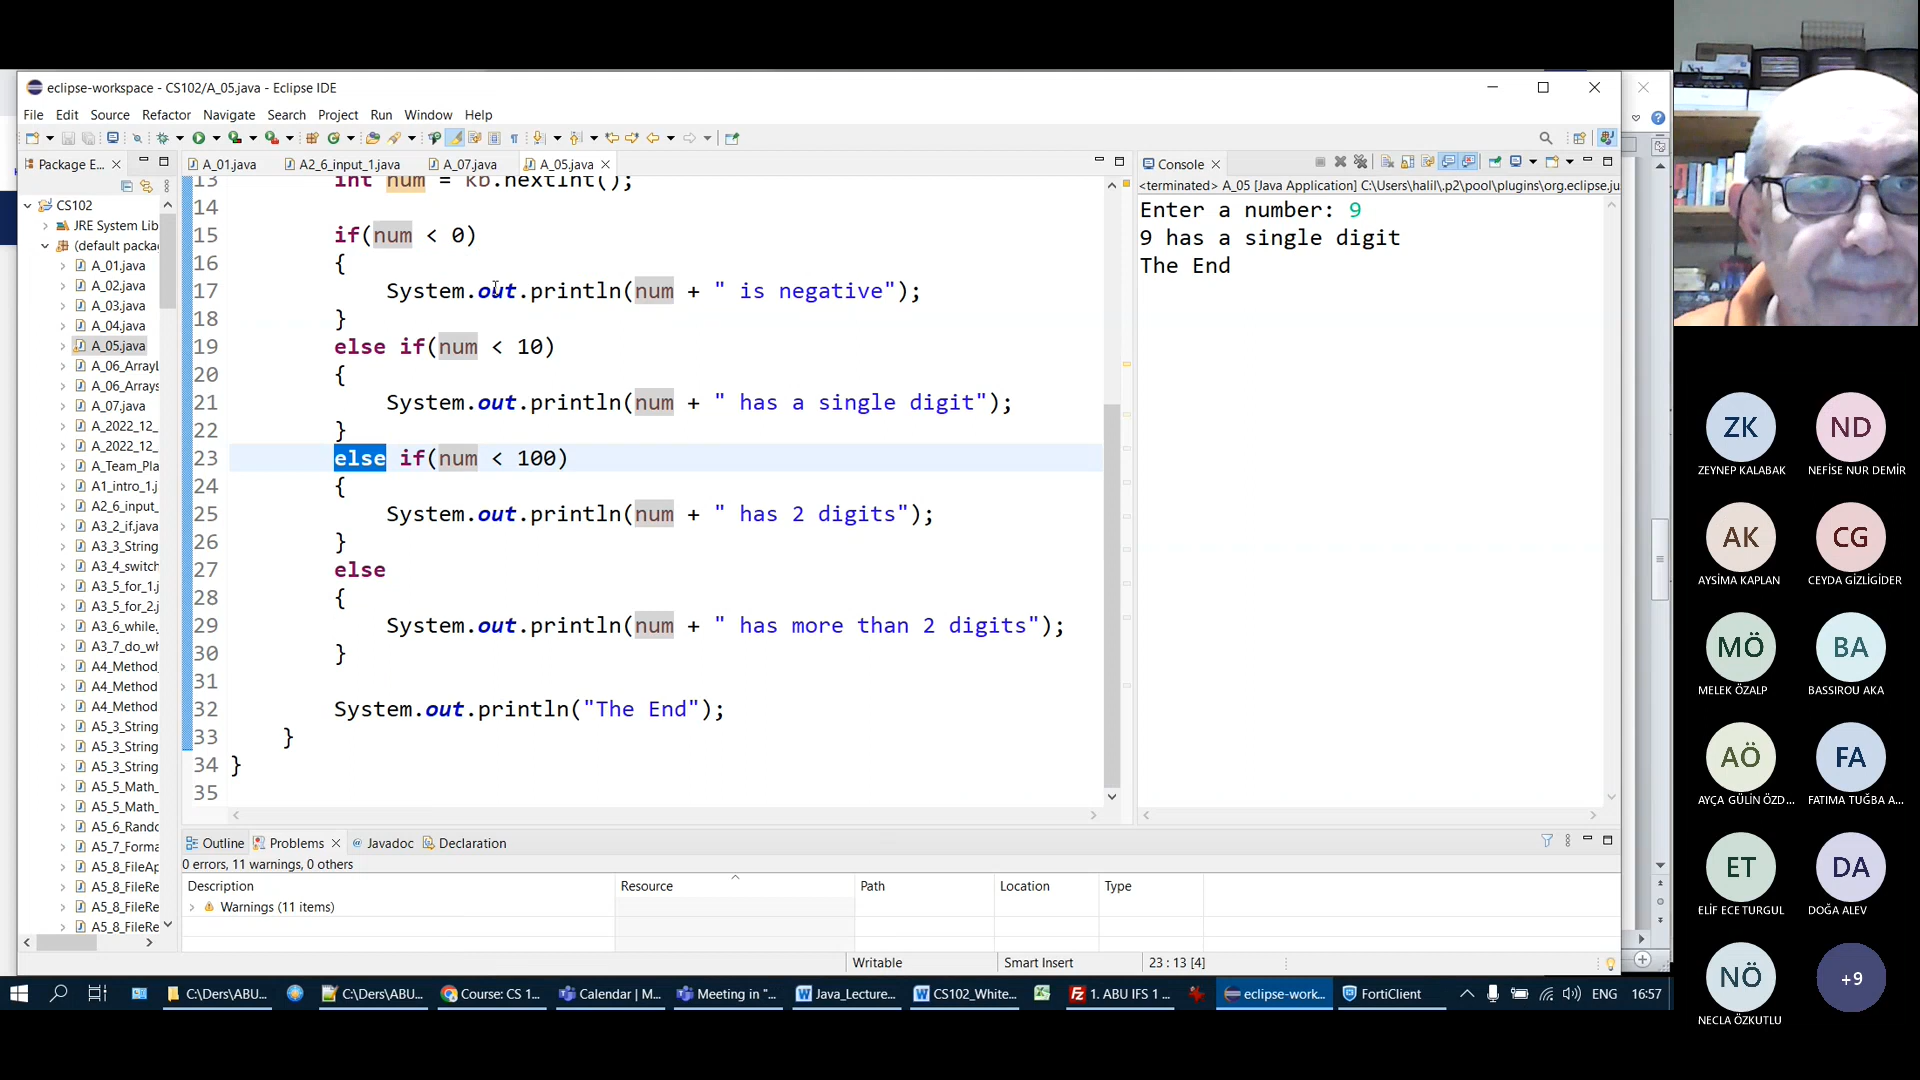 eclipse-workspace - CS102/A_05.java - Eclipse IDE
File Edit Source Refactor Navigate Search Project Run Window Help
Package E...
A_01.java
A2_6_input_1.java
A_07.java
A_05.java
Console
CS102
JRE System Lib
(default packa
A_01.java
A_02.java
A_03.java
A_04.java
A_05.java
A_06_ArrayL
A_06_Arrays
A_07.java
A_2022_12_
A_2022_12_
A_Team_Pla
A1_intro_1.j
A2_6_input_
A3_2_if.java
A3_3_String
A3_4_switch
A3_5_for_1.j
A3_5_for_2.j
A3_6_while.
A3_7_do_wh
A4_Method_
A4_Method
A4_Method
A5_3_String
A5_3_String
A5_3_String
A5_5_Math_
A5_5_Math_
A5_6_Rando
A5_7_Forma
A5_8_FileAp
A5_8_FileRe
A5_8_FileRe
A5_8_FileRe
13 int num = kb.nextInt();
14
15 if(num < 0)
16 {
17 System.out.println(num + " is negative");
18 }
19 else if(num < 10)
20 {
21 System.out.println(num + " has a single digit");
22 }
23 else if(num < 100)
24 {
25 System.out.println(num + " has 2 digits");
26 }
27 else
28 {
29 System.out.println(num + " has more than 2 digits");
30 }
31
32 System.out.println("The End");
33 }
34 }
35
<terminated> A_05 [Java Application] C:\Users\halil\.p2\pool\plugins\org.eclipse.ju
Enter a number: 9
9 has a single digit
The End
Outline Problems @ Javadoc Declaration
0 errors, 11 warnings, 0 others
Description Resource Path Location Type
Warnings (11 items)
Writable Smart Insert 23 : 13 [4]
C:\Ders\ABU...
C:\Ders\ABU...
Course: CS 1...
Calendar | M...
Meeting in "...
Java_Lecture...
CS102_White...
1. ABU IFS 1 ...
eclipse-work...
FortiClient
ENG 16:57
ZK
ZEYNEP KALABAK
ND
NEFİSE NUR DEMİR
AK
AYSİMA KAPLAN
CG
CEYDA GİZLİGİDER
MÖ
MELEK ÖZALP
BA
BASSIROU AKA
AÖ
AYÇA GÜLİN ÖZD...
FA
FATIMA TUĞBA A...
ET
ELİF ECE TURGUL
DA
DOĞA ALEV
NÖ
NECLA ÖZKUTLU
+9